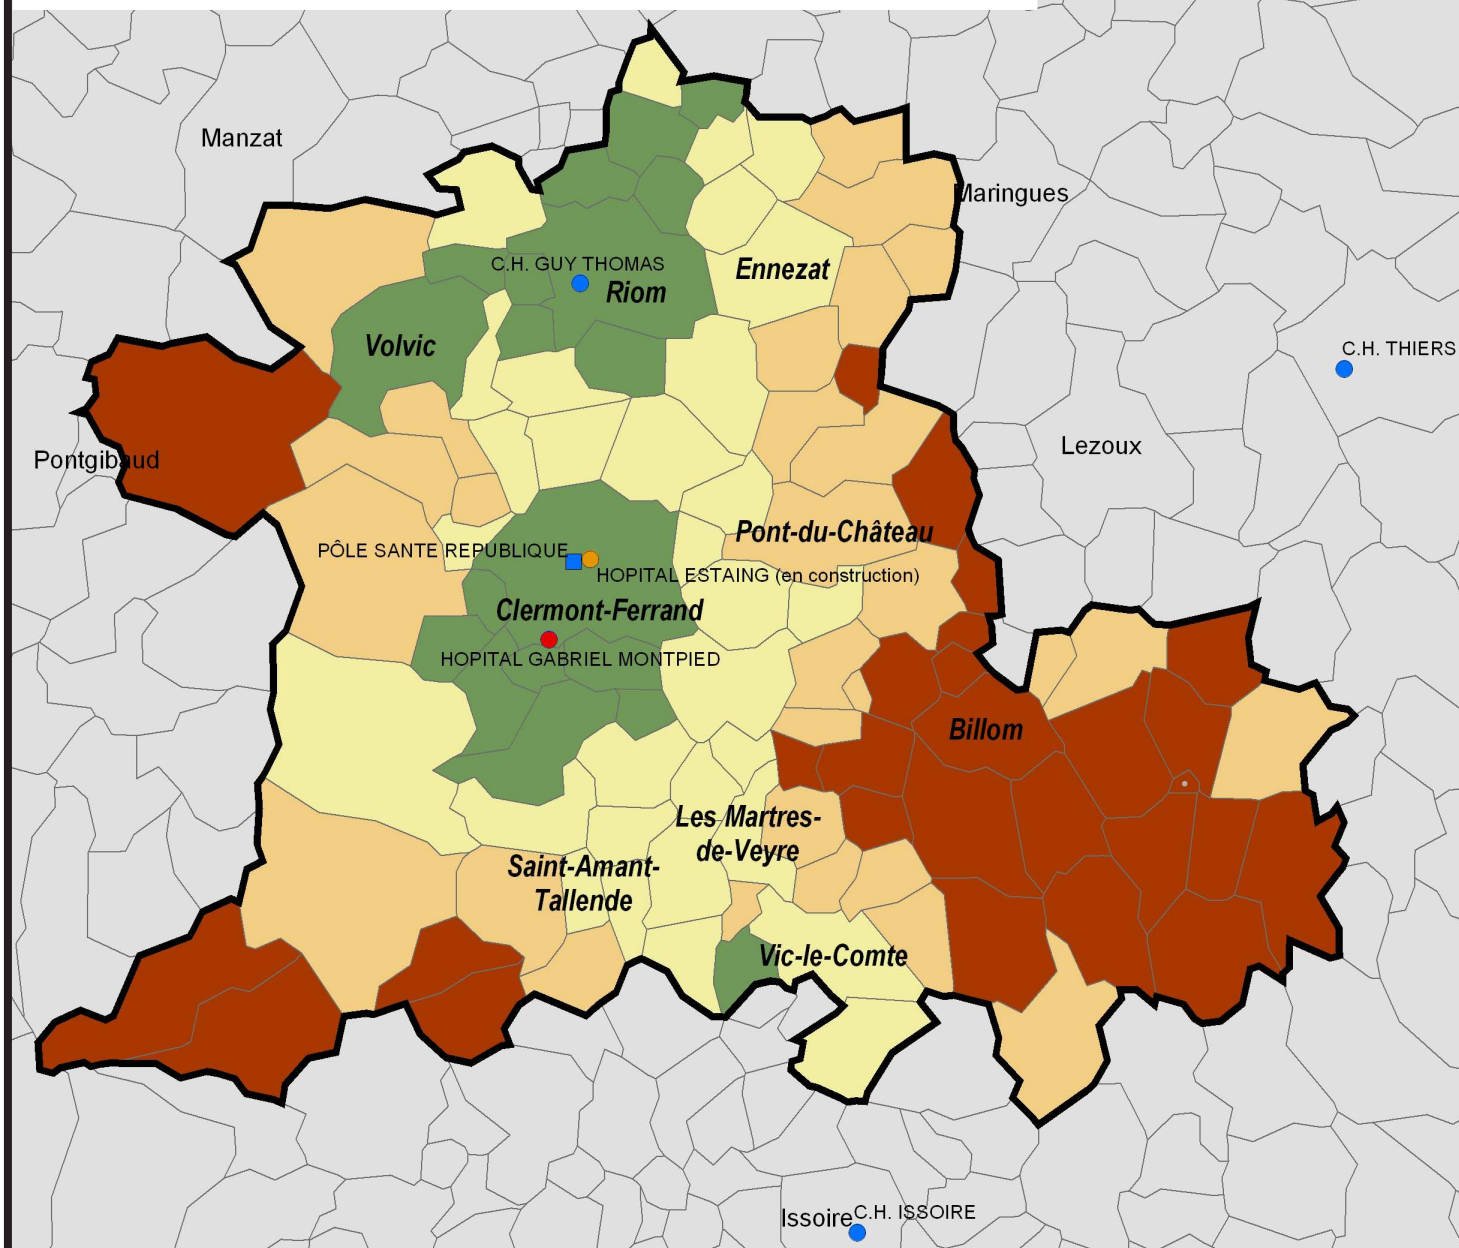 Manzat
Maringues
C.H. GUY THOMAS
Riom
Ennezat
Volvic
C.H. THIERS
Pontgibaud
Lezoux
Pont-du-Château
PÔLE SANTE REPUBLIQUE
HOPITAL ESTAING (en construction)
Clermont-Ferrand
HOPITAL GABRIEL MONTPIED
Billom
Les Martres-
de-Veyre
Saint-Amant-
Tallende
Vic-le-Comte
Issoire
C.H. ISSOIRE